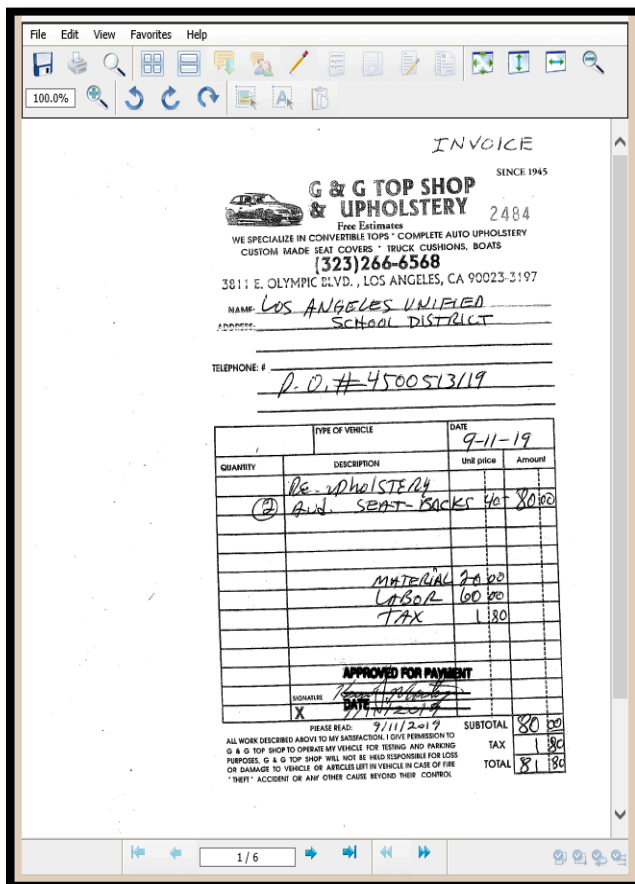 File Edit View Favorites Help
100.0%
INVOICE
SINCE 1945
G & G TOP SHOP
& UPHOLSTERY
2484
Free Estimates
WE SPECIALIZE IN CONVERTIBLE TOPS * COMPLETE AUTO UPHOLSTERY
CUSTOM MADE SEAT COVERS * TRUCK CUSHIONS, BOATS
(323)266-6568
3811 E. OLYMPIC BLVD., LOS ANGELES, CA 90023-3197
NAME: LOS ANGELES UNIFIED
ADDRESS: SCHOOL DISTRICT
TELEPHONE: #
P.O. # 4500513119
TYPE OF VEHICLE DATE
9-11-19
QUANTITY DESCRIPTION Unit price Amount
RE-UPHOLSTERY
(2) Aud. SEAT-BACKS 40- 80 00
MATERIAL 20 00
LABOR 60 00
TAX 1 80
APPROVED FOR PAYMENT
SIGNATURE
X DATE
9/11/2019
PLEASE READ: SUBTOTAL 80 00
ALL WORK DESCRIBED ABOVE TO MY SATISFACTION. I GIVE PERMISSION TO
G & G TOP SHOP TO OPERATE MY VEHICLE FOR TESTING AND PARKING TAX 1 80
PURPOSES, G & G TOP SHOP WILL NOT BE HELD RESPONSIBLE FOR LOSS
OR DAMAGE TO VEHICLE OR ARTICLES LEFT IN VEHICLE IN CASE OF FIRE TOTAL 81 80
" THEFT " ACCIDENT OR ANY OTHER CAUSE BEYOND THEIR CONTROL
1 / 6